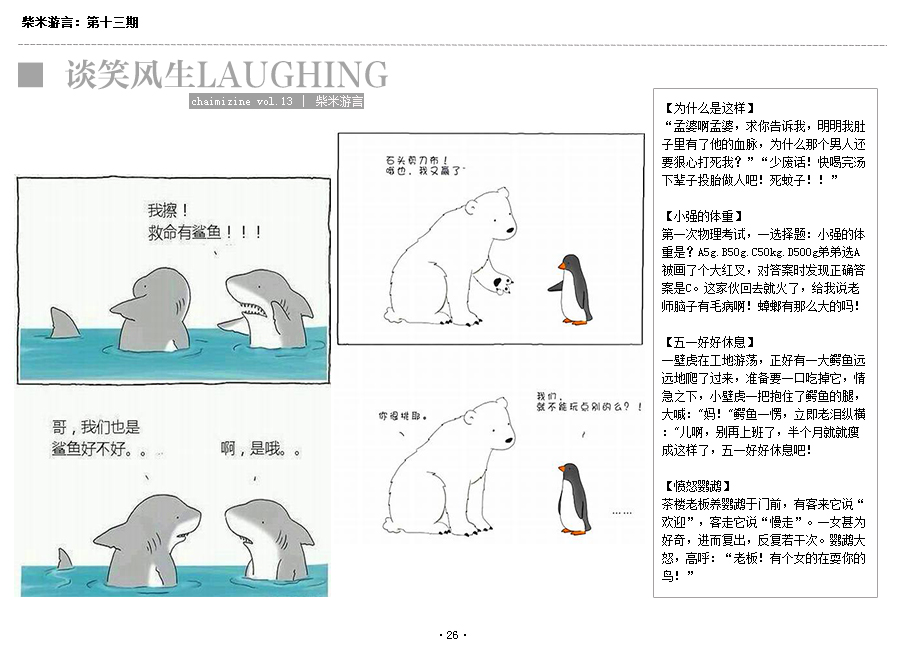 柴米游言：第十三期
谈笑风生LAUGHING
chaimizine vol.13 | 柴米游言
我擦！
救命有鲨鱼！！！
哥，我们也是
鲨鱼好不好。。
啊，是哦。。
石头剪刀布！
哦也，我又赢了~
你得挑耶。
我们，
就不能玩点别的么？！
……
【为什么是这样】
“孟婆啊孟婆，求你告诉我，明明我肚
子里有了他的血脉，为什么那个男人还
要狠心打死我？”“少废话！快喝完汤
下辈子投胎做人吧！死蚊子！！”
【小强的体重】
第一次物理考试，一选择题：小强的体
重是？A5g.B50g.C50kg.D500g弟弟选A
被画了个大红叉，对答案时发现正确答
案是C。这家伙回去就火了，给我说老
师脑子有毛病啊！蟑螂有那么大的吗！
【五一好好休息】
一壁虎在工地游荡，正好有一大鳄鱼远
远地爬了过来，准备要一口吃掉它，情
急之下，小壁虎一把抱住了鳄鱼的腿，
大喊：“妈！”鳄鱼一愣，立即老泪纵横
：“儿啊，别再上班了，半个月就就瘦
成这样了，五一好好休息吧！
【愤怒鹦鹉】
茶楼老板养鹦鹉于门前，有客来它说“
欢迎”，客走它说“慢走”。一女甚为
好奇，进而复出，反复若干次。鹦鹉大
怒，高呼：“老板！有个女的在耍你的
鸟！”
·26·